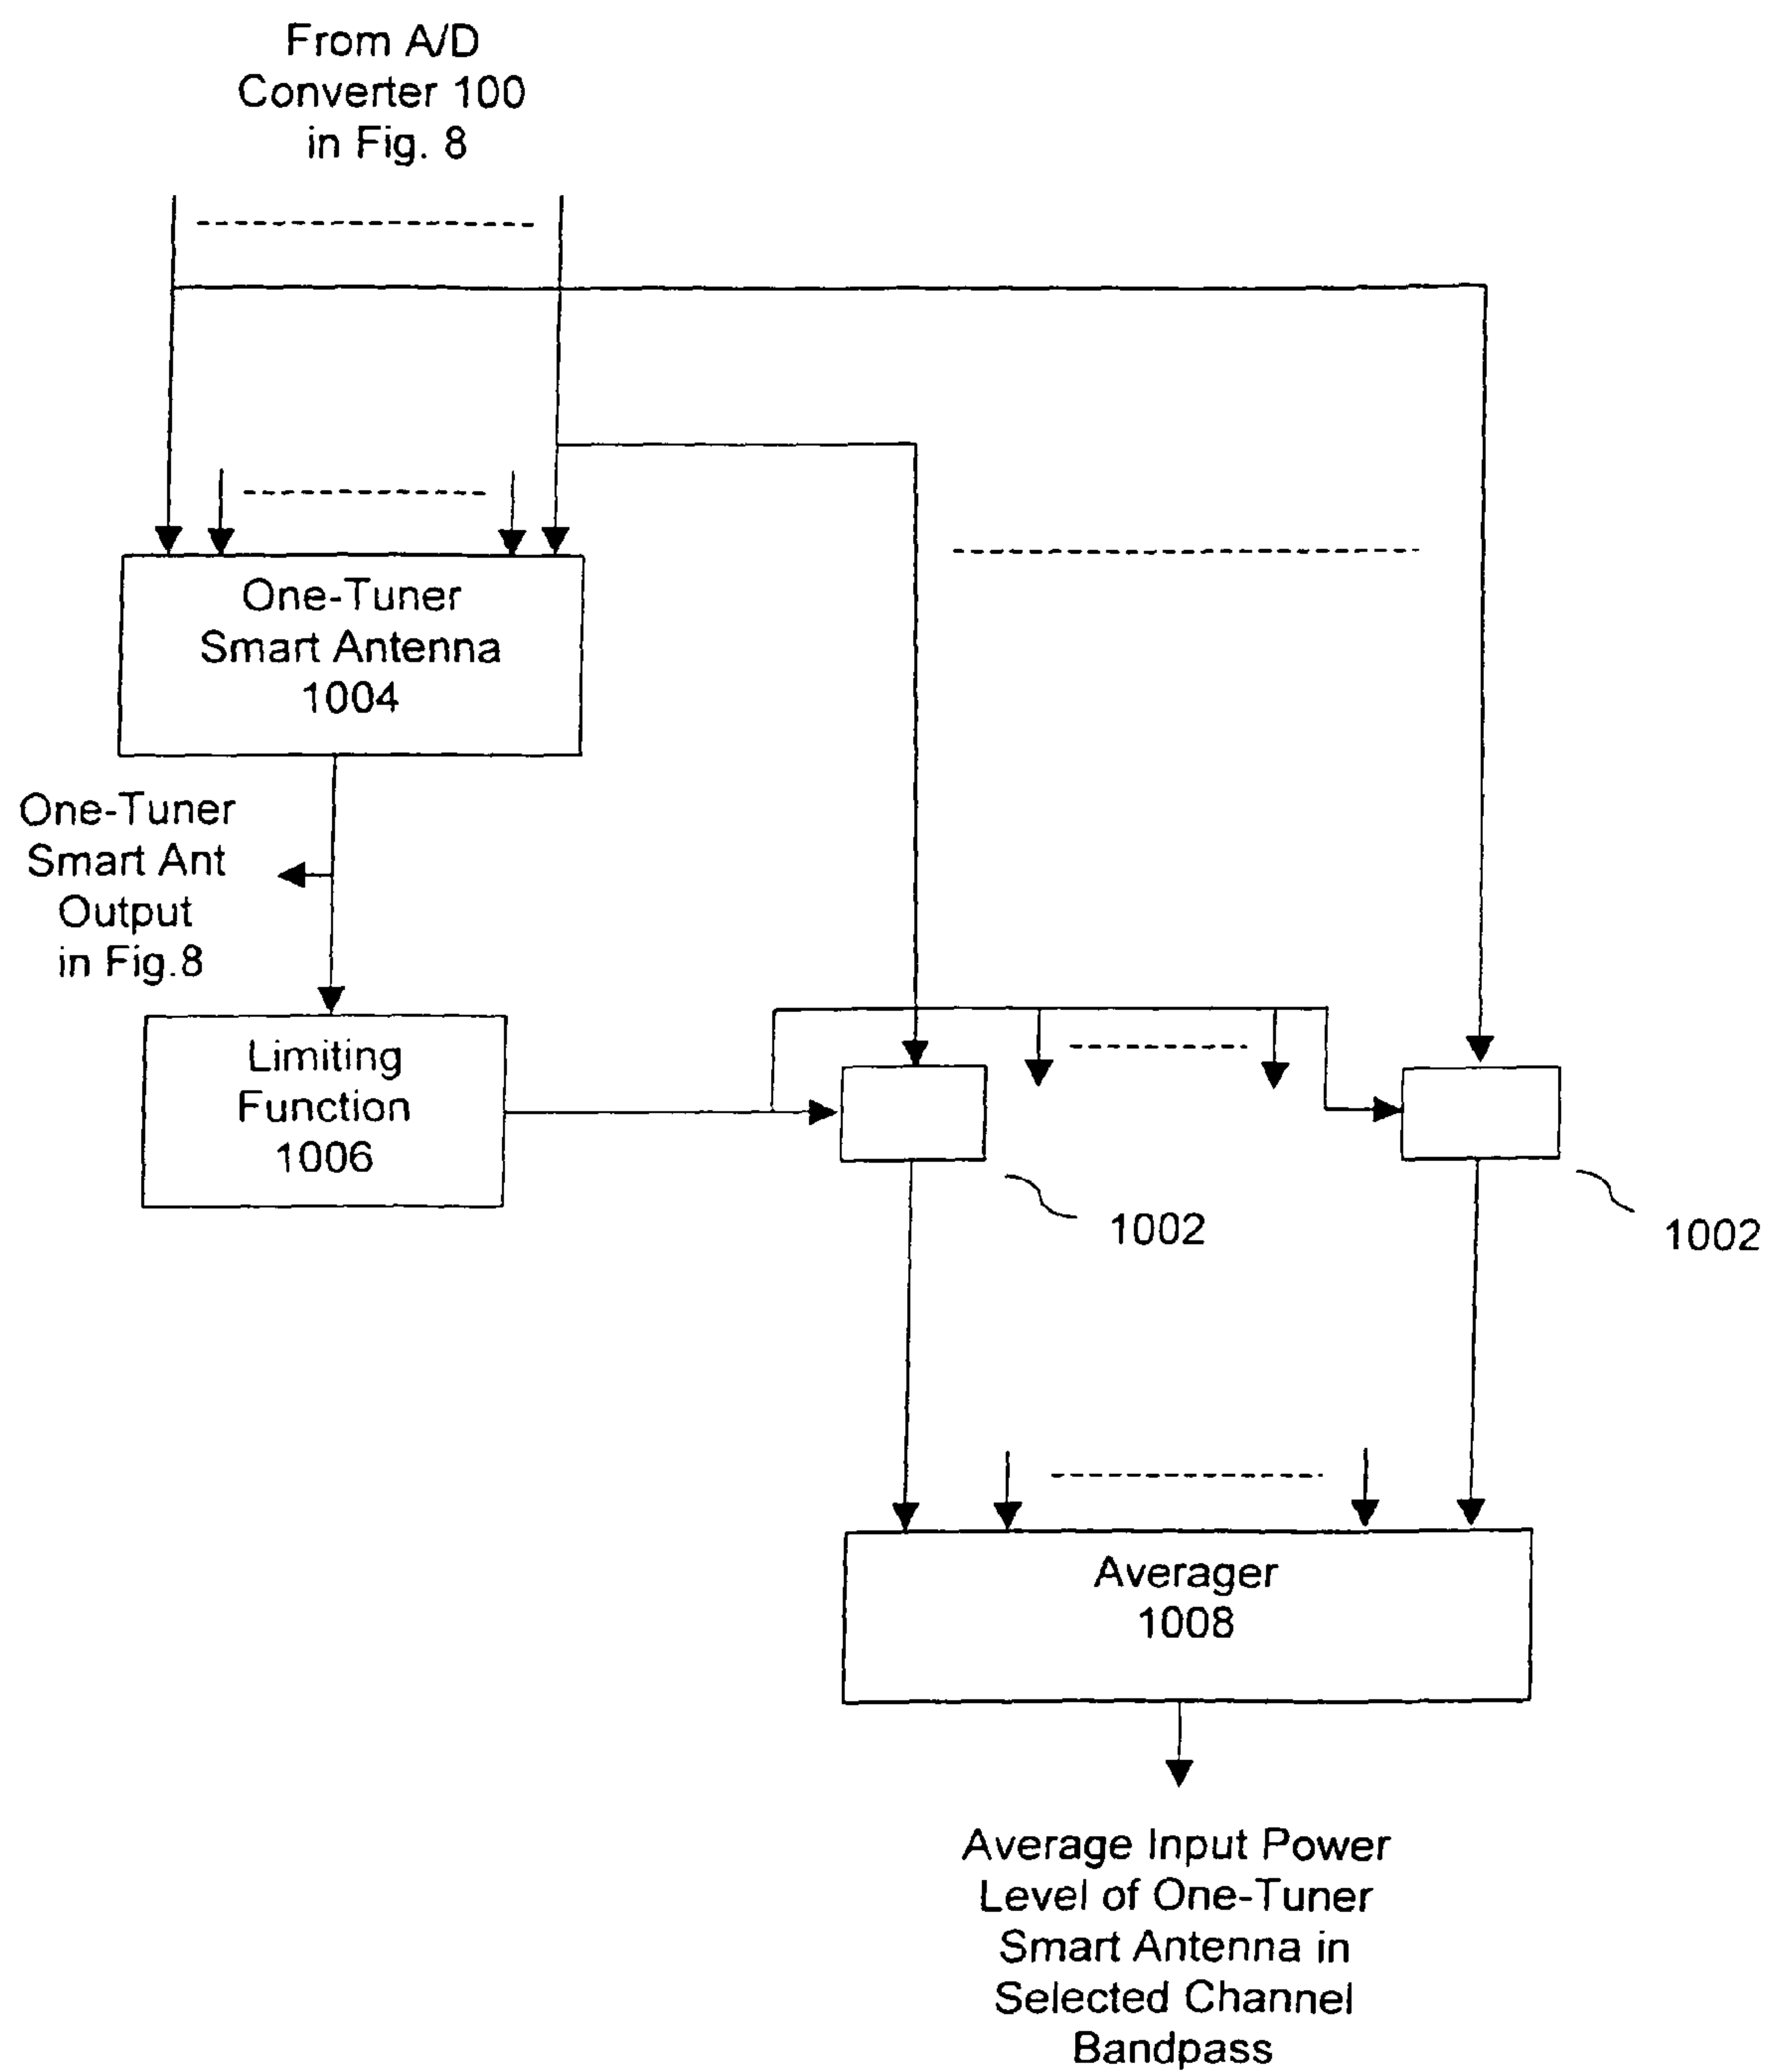 From A/D
Converter 100
in Fig. 8
One-Tuner
Smart Antenna
1004
One-Tuner
Smart Ant
Output
in Fig.8
Limiting
Function
1006
1002
1002
Averager
1008
Average Input Power
Level of One-Tuner
Smart Antenna in
Selected Channel
Bandpass